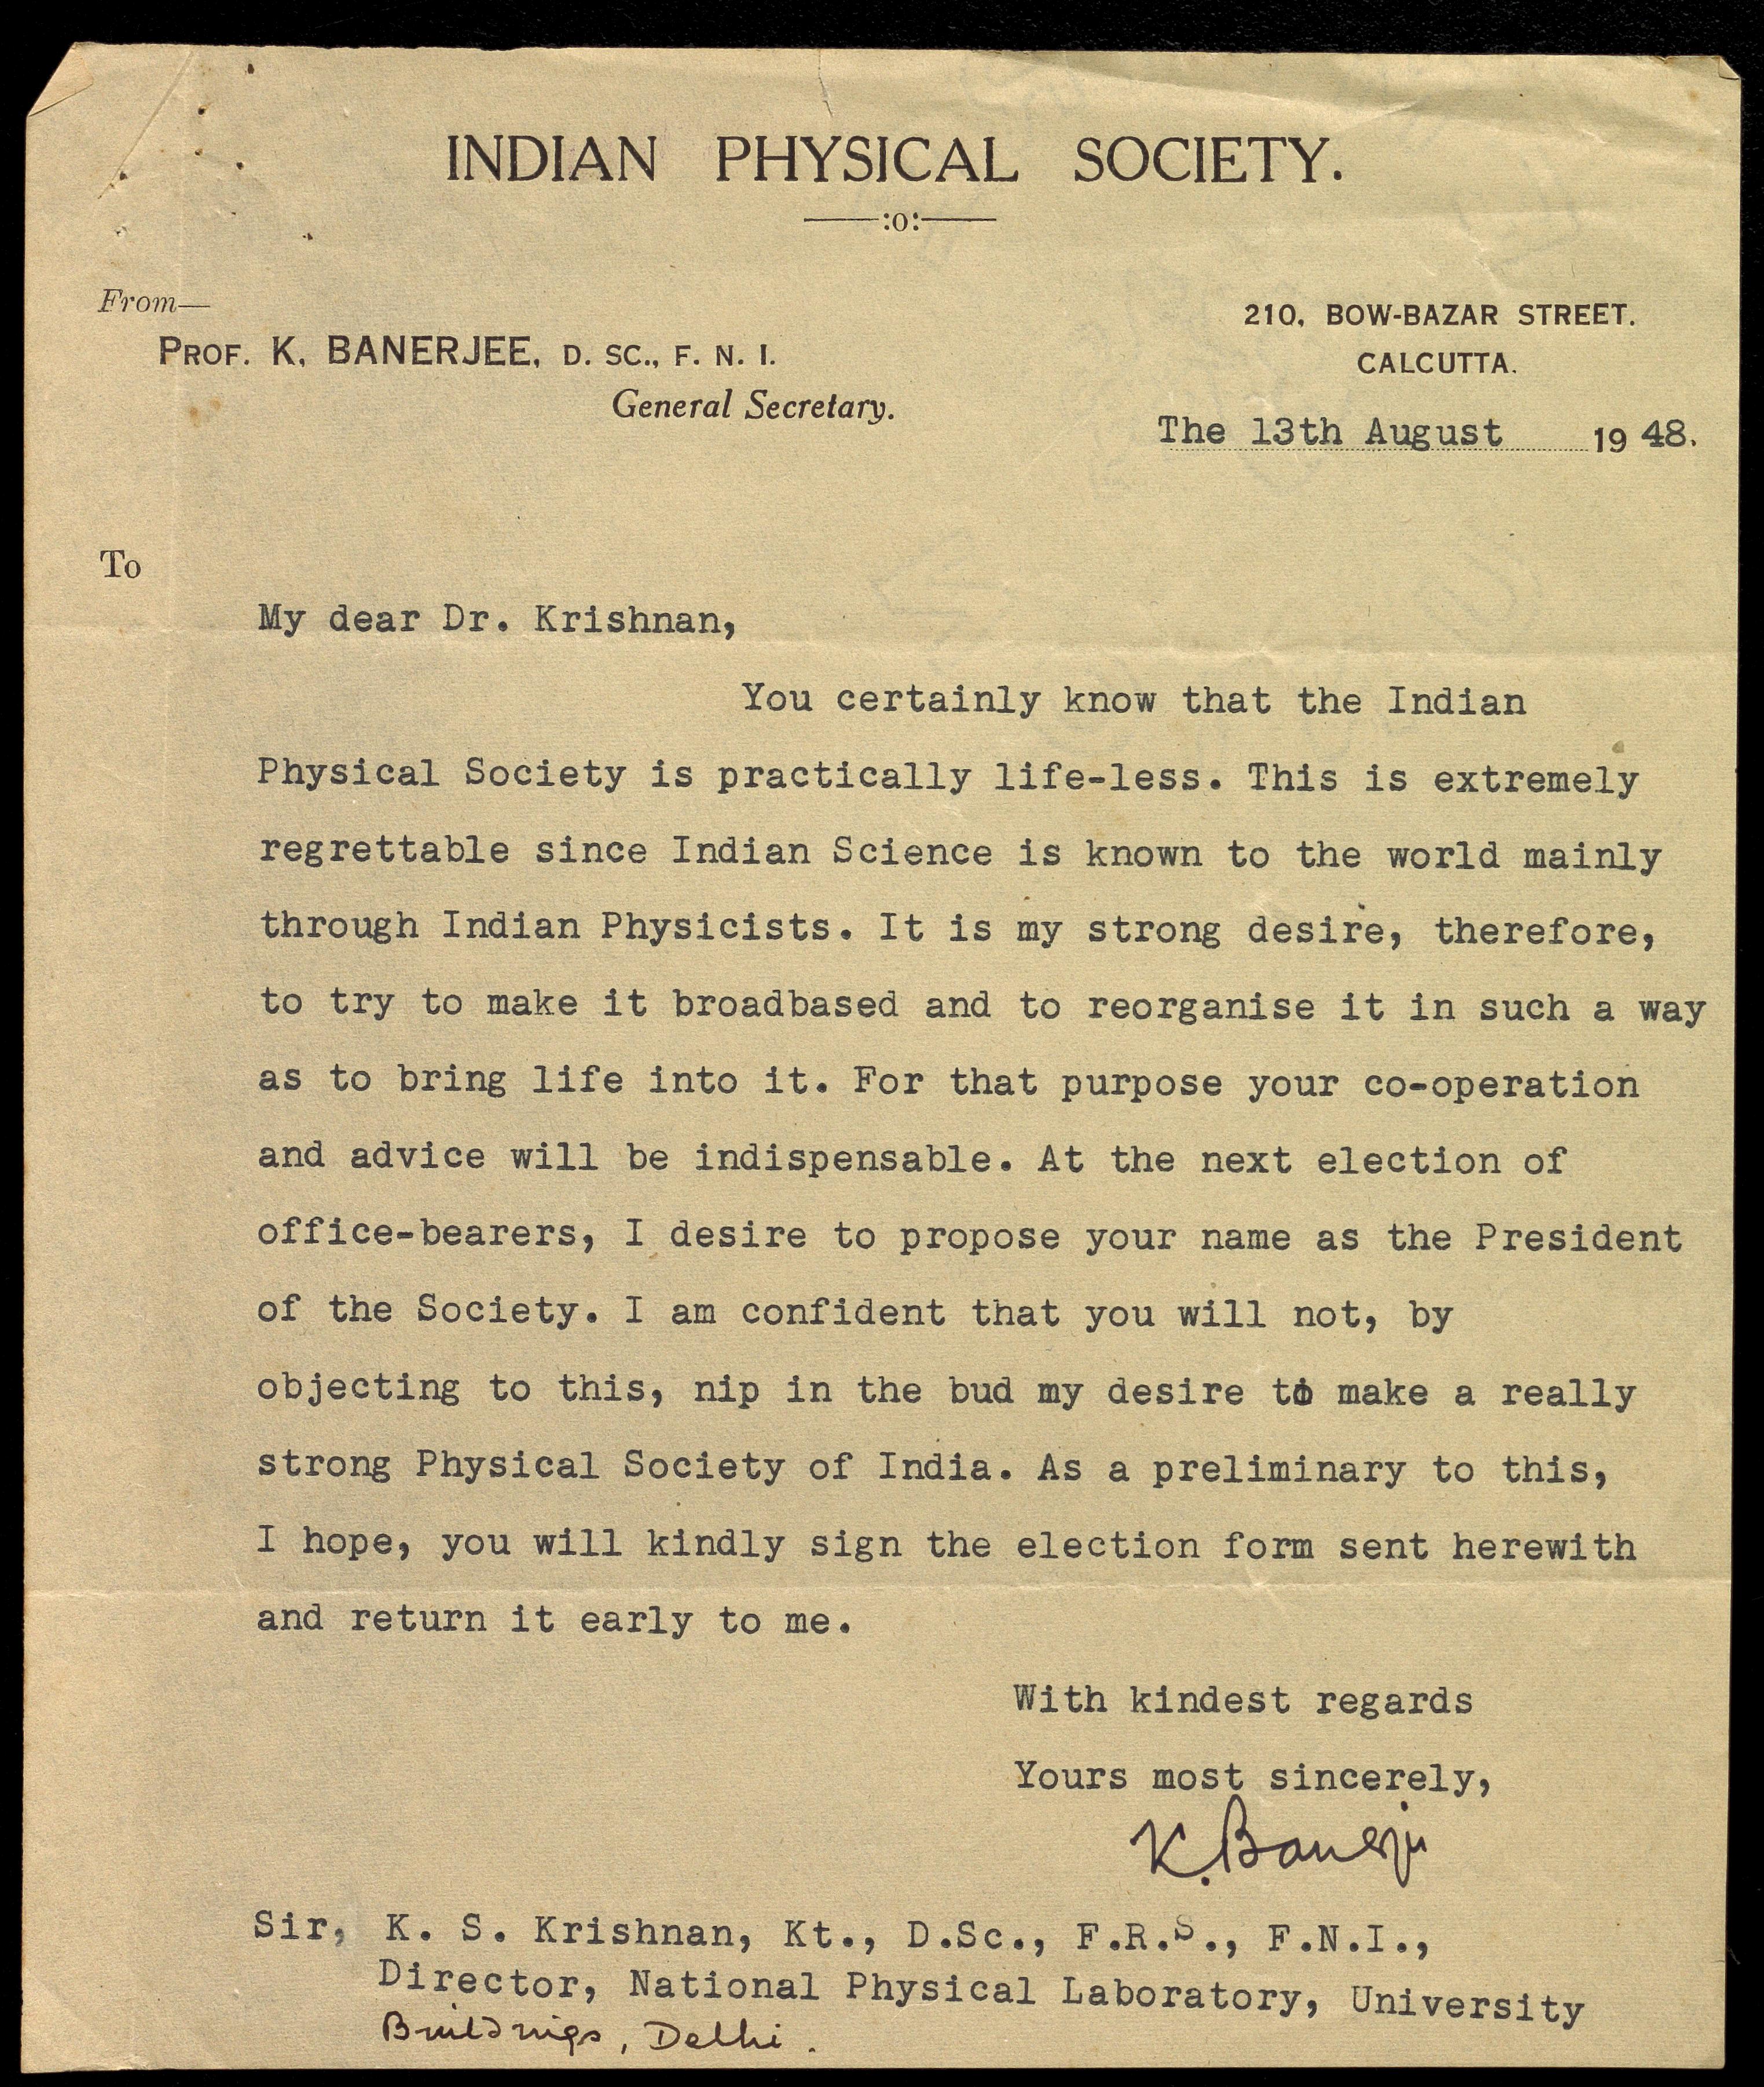 INDIAN PHYSICAL SOCIETY.
:o:
From—
PROF. K. BANERJEE, D. SC., F. N. I.
General Secretary.
210, BOW-BAZAR STREET.
CALCUTTA.
The 13th August 1948.
To
My dear Dr. Krishnan,
You certainly know that the Indian
Physical Society is practically life-less. This is extremely
regrettable since Indian Science is known to the world mainly
through Indian Physicists. It is my strong desire, therefore,
to try to make it broadbased and to reorganise it in such a way
as to bring life into it. For that purpose your co-operation
and advice will be indispensable. At the next election of
office-bearers, I desire to propose your name as the President
of the Society. I am confident that you will not, by
objecting to this, nip in the bud my desire to make a really
strong Physical Society of India. As a preliminary to this,
I hope, you will kindly sign the election form sent herewith
and return it early to me.
With kindest regards
Yours most sincerely,
K. Banerji
Sir, K. S. Krishnan, Kt., D.Sc., F.R.S., F.N.I.,
Director, National Physical Laboratory, University
Buildings, Delhi.